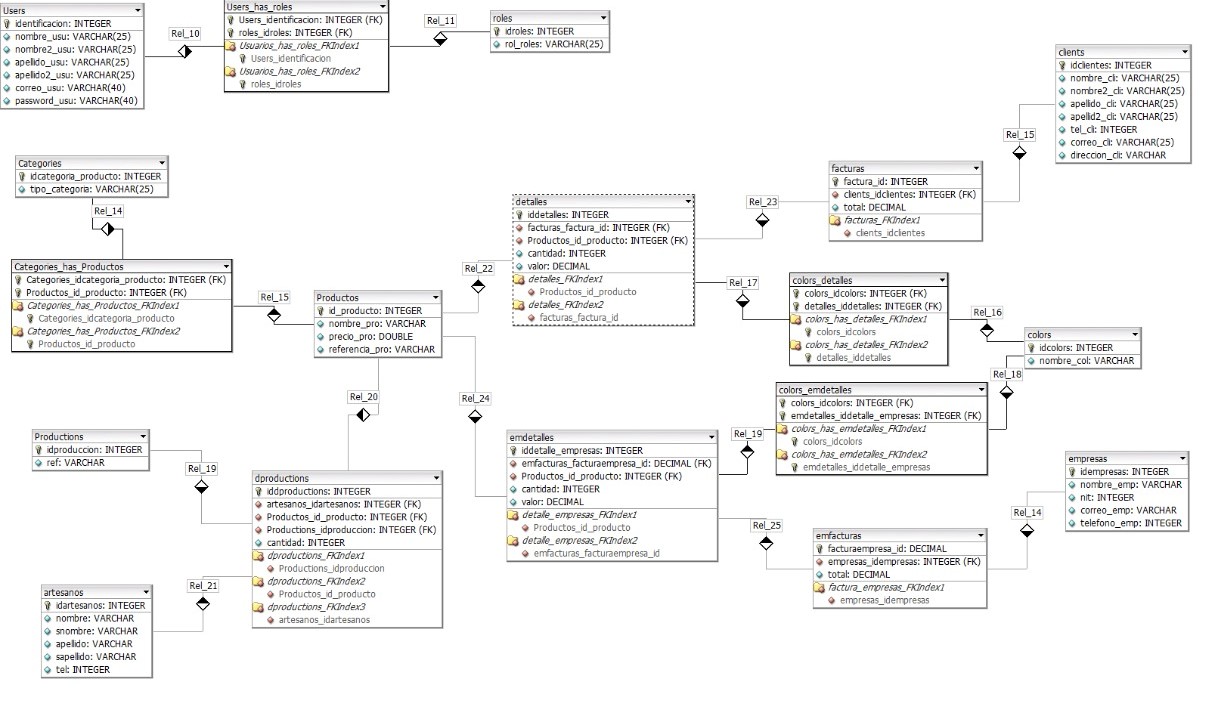 Users
identificacion: INTEGER
nombre_usu: VARCHAR(25)
nombre2_usu: VARCHAR(25)
apellido_usu: VARCHAR(25)
apellido2_usu: VARCHAR(25)
correo_usu: VARCHAR(40)
password_usu: VARCHAR(40)
Rel_10
Users_has_roles
Users_identificacion: INTEGER (FK)
roles_idroles: INTEGER (FK)
Usuarios_has_roles_FKIndex1
Users_identificacion
Usuarios_has_roles_FKIndex2
roles_idroles
Rel_11
roles
idroles: INTEGER
rol_roles: VARCHAR(25)
clients
idclientes: INTEGER
nombre_cli: VARCHAR(25)
nombre2_cli: VARCHAR(25)
apellido_cli: VARCHAR(25)
apelid2_cli: VARCHAR(25)
tel_cli: INTEGER
correo_cli: VARCHAR(25)
direccion_cli: VARCHAR
Rel_15
Categories
idcategoria_producto: INTEGER
tipo_categoria: VARCHAR(25)
Rel_14
Categories_has_Productos
Categories_idcategoria_producto: INTEGER (FK)
Productos_id_producto: INTEGER (FK)
Categories_has_Productos_FKIndex1
Categories_idcategoria_producto
Categories_has_Productos_FKIndex2
Productos_id_producto
Rel_15
Productos
id_producto: INTEGER
nombre_pro: VARCHAR
precio_pro: DOUBLE
referencia_pro: VARCHAR
Rel_22
detalles
iddetalles: INTEGER
facturas_factura_id: INTEGER (FK)
Productos_id_producto: INTEGER (FK)
cantidad: INTEGER
valor: DECIMAL
detalles_FKIndex1
Productos_id_producto
detalles_FKIndex2
facturas_factura_id
Rel_23
facturas
factura_id: INTEGER
clients_idclientes: INTEGER (FK)
total: DECIMAL
facturas_FKIndex1
clients_idclientes
Rel_17
colors_detalles
colors_idcolors: INTEGER (FK)
detalles_iddetalles: INTEGER (FK)
colors_has_detalles_FKIndex1
colors_idcolors
colors_has_detalles_FKIndex2
detalles_iddetalles
Rel_16
colors
idcolors: INTEGER
nombre_col: VARCHAR
Rel_18
colors_emdetalles
colors_idcolors: INTEGER (FK)
emdetalles_iddetalle_empresas: INTEGER (FK)
colors_has_emdetalles_FKIndex1
colors_idcolors
colors_has_emdetalles_FKIndex2
emdetalles_iddetalle_empresas
Rel_20
Rel_24
Rel_19
emdetalles
iddetalle_empresas: INTEGER
emfacturas_facturaempresa_id: DECIMAL (FK)
Productos_id_producto: INTEGER (FK)
cantidad: INTEGER
valor: DECIMAL
detalle_empresas_FKIndex1
Productos_id_producto
detalle_empresas_FKIndex2
emfacturas_facturaempresa_id
Productions
idproduccion: INTEGER
ref: VARCHAR
Rel_19
dproductions
iddproductions: INTEGER
artesanos_idartesanos: INTEGER (FK)
Productos_id_producto: INTEGER (FK)
Productions_idproduccion: INTEGER (FK)
cantidad: INTEGER
dproductions_FKIndex1
Productions_idproduccion
dproductions_FKIndex2
Productos_id_producto
dproductions_FKIndex3
artesanos_idartesanos
Rel_21
artesanos
idartesanos: INTEGER
nombre: VARCHAR
snombre: VARCHAR
apellido: VARCHAR
sapellido: VARCHAR
tel: INTEGER
Rel_25
emfacturas
facturaempresa_id: DECIMAL
empresas_idempresas: INTEGER (FK)
total: DECIMAL
factura_empresas_FKIndex1
empresas_idempresas
Rel_14
empresas
idempresas: INTEGER
nombre_emp: VARCHAR
nit: INTEGER
correo_emp: VARCHAR
telefono_emp: INTEGER